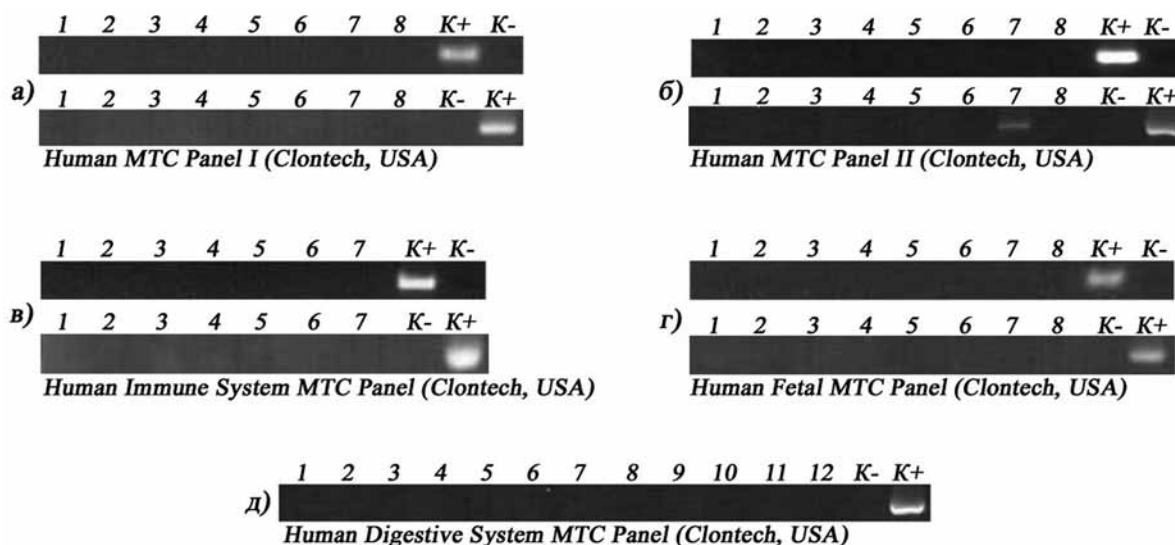 1 2 3 4 5 6 7 8 K+ K-
а)
1 2 3 4 5 6 7 8 K- K+
Human MTC Panel I (Clontech, USA)
1 2 3 4 5 6 7 8 K+ K-
б)
1 2 3 4 5 6 7 8 K- K+
Human MTC Panel II (Clontech, USA)
1 2 3 4 5 6 7 K+ K-
в)
1 2 3 4 5 6 7 K- K+
Human Immune System MTC Panel (Clontech, USA)
1 2 3 4 5 6 7 8 K+ K-
г)
1 2 3 4 5 6 7 8 K- K+
Human Fetal MTC Panel (Clontech, USA)
1 2 3 4 5 6 7 8 9 10 11 12 K- K+
д)
Human Digestive System MTC Panel (Clontech, USA)